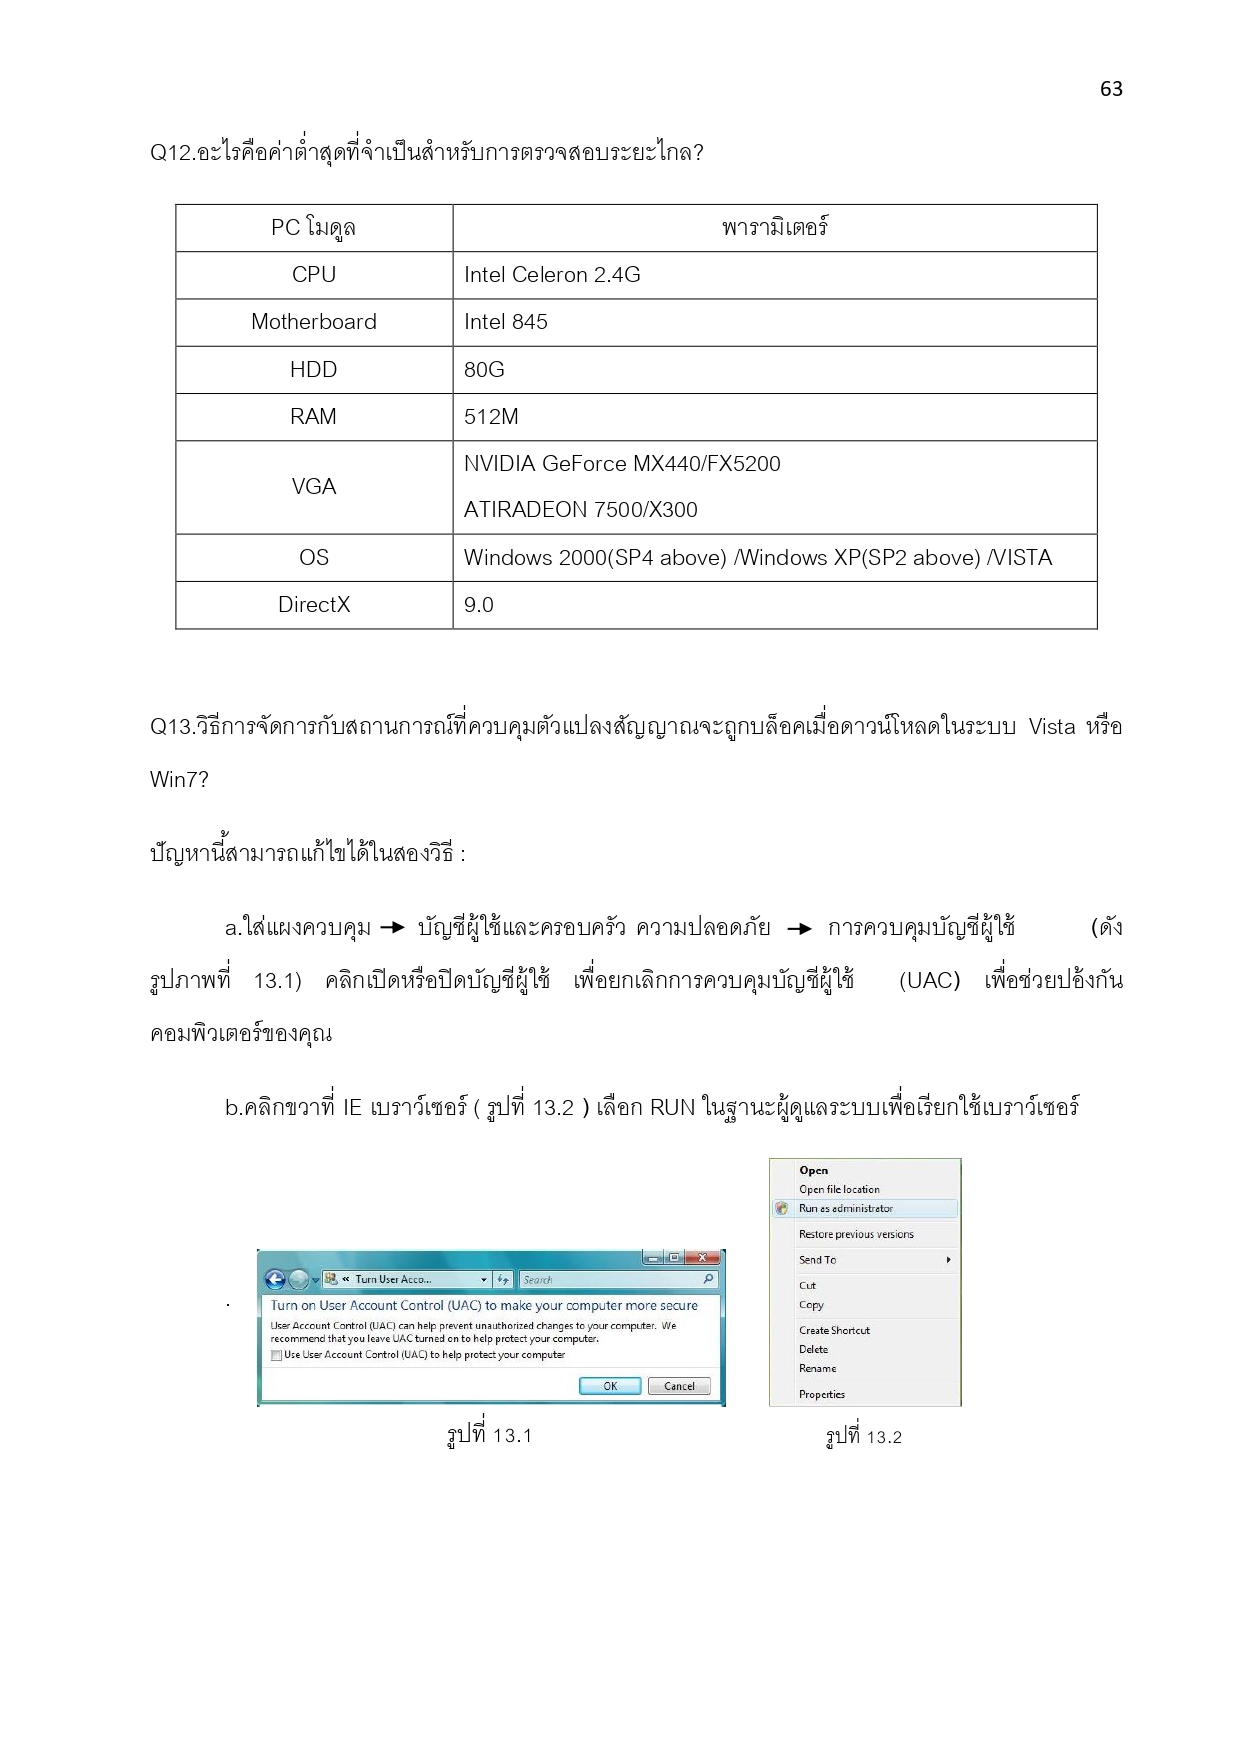 63
Q12.อะไรคือค่าต่ำสุดที่จำเป็นสำหรับการตรวจสอบระยะไกล?
PC โมดูล พารามิเตอร์
CPU Intel Celeron 2.4G
Motherboard Intel 845
HDD 80G
RAM 512M
VGA NVIDIA GeForce MX440/FX5200
ATIRADEON 7500/X300
OS Windows 2000(SP4 above) /Windows XP(SP2 above) /VISTA
DirectX 9.0
Q13.วิธีการจัดการกับสถานการณ์ที่ควบคุมตัวแปลงสัญญาณจะถูกบล็อคเมื่อดาวน์โหลดในระบบ Vista หรือ
Win7?
ปัญหานี้สามารถแก้ไขได้ในสองวิธี :
a.ใส่แผงควบคุม → บัญชีผู้ใช้และครอบครัว ความปลอดภัย → การควบคุมบัญชีผู้ใช้ (ดัง
รูปภาพที่ 13.1) คลิกเปิดหรือปิดบัญชีผู้ใช้ เพื่อยกเลิกการควบคุมบัญชีผู้ใช้ (UAC) เพื่อช่วยป้องกัน
คอมพิวเตอร์ของคุณ
b.คลิกขวาที่ IE เบราว์เซอร์ ( รูปที่ 13.2 ) เลือก RUN ในฐานะผู้ดูแลระบบเพื่อเรียกใช้เบราว์เซอร์
.
« Turn User Acco... Search
Turn on User Account Control (UAC) to make your computer more secure
User Account Control (UAC) can help prevent unauthorized changes to your computer. We
recommend that you leave UAC turned on to help protect your computer.
Use User Account Control (UAC) to help protect your computer
OK Cancel
รูปที่ 13.1
Open
Open file location
Run as administrator
Restore previous versions
Send To
Cut
Copy
Create Shortcut
Delete
Rename
Properties
รูปที่ 13.2